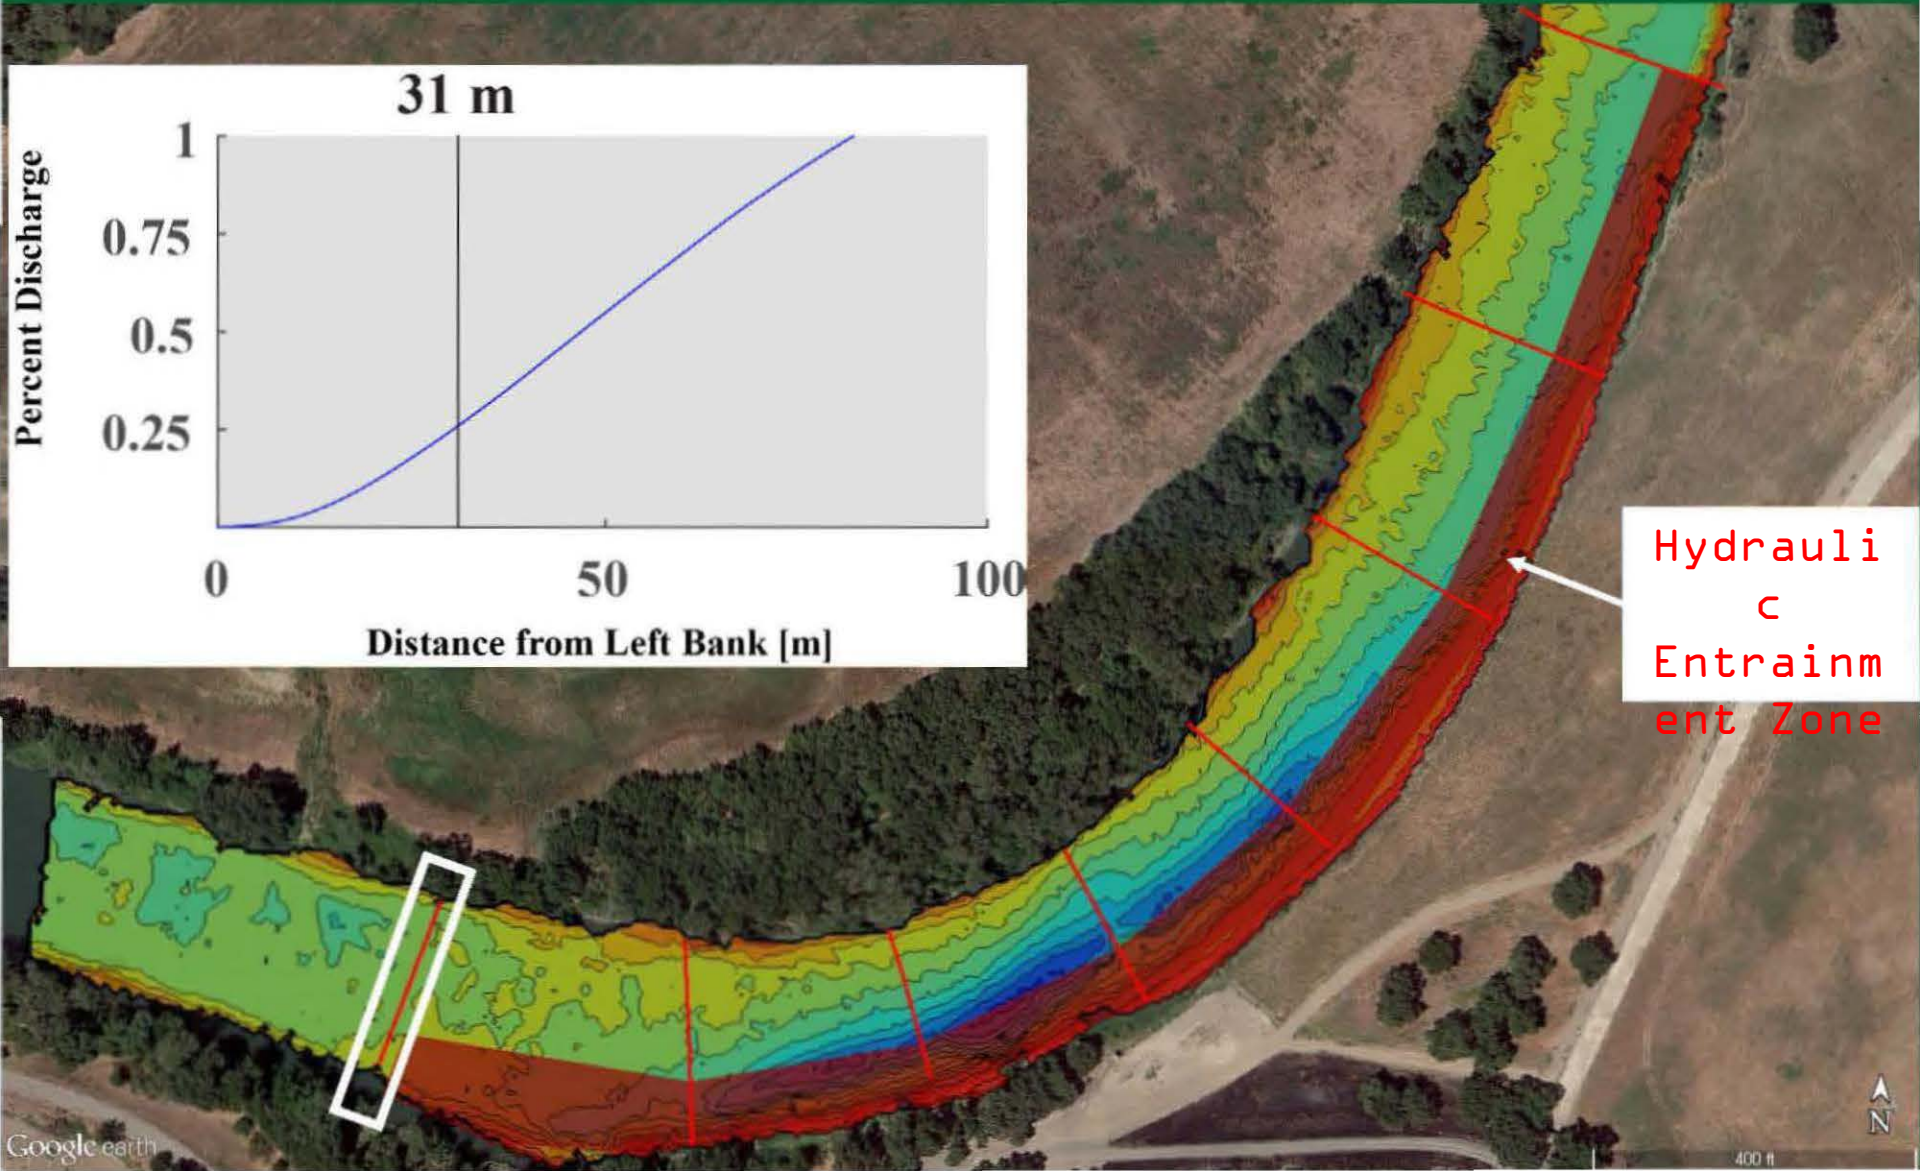 31 m
Percent Discharge
1
0.75
0.5
0.25
0
50
100
Distance from Left Bank [m]
Hydrauli
c
Entrainm
ent Zone
Google earth
N
400 ft